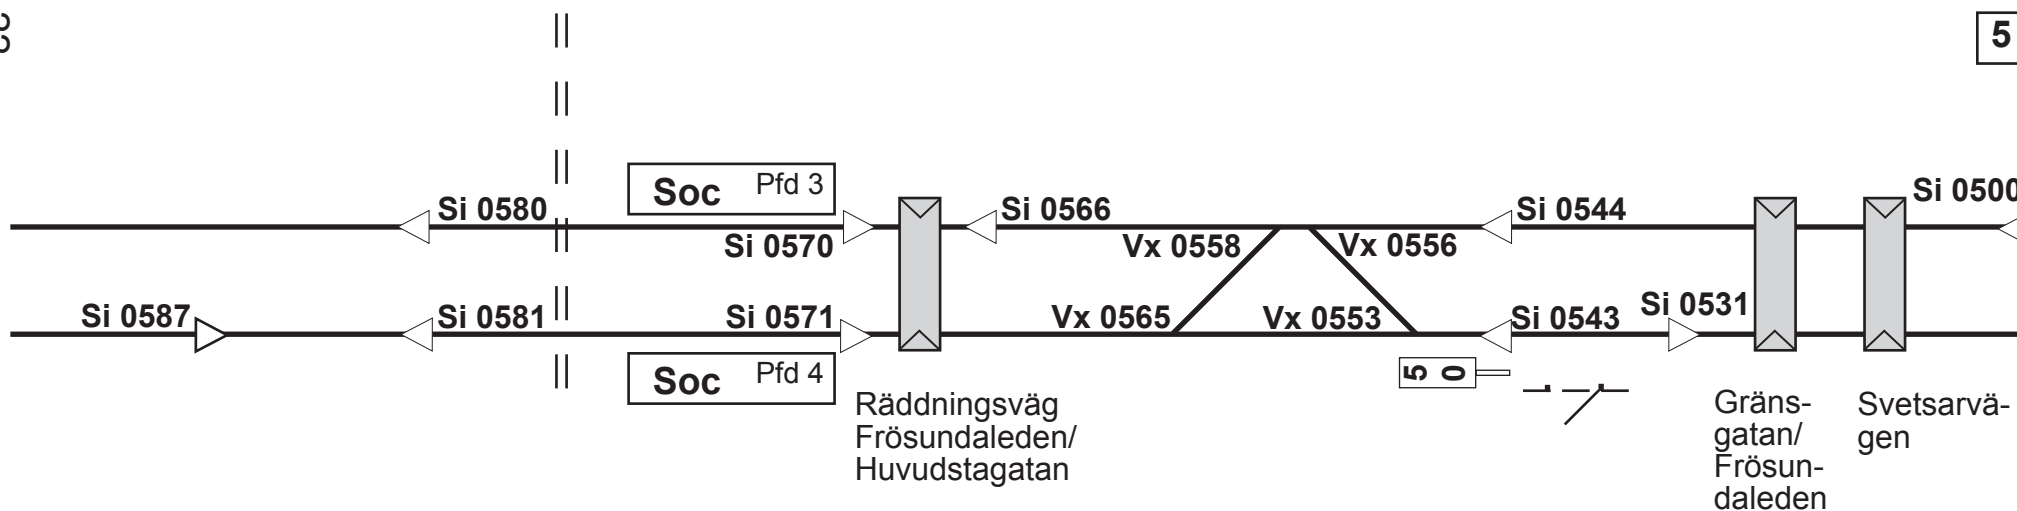 5
Soc Pfd 3
Si 0580
Si 0566
Si 0544
Si 0500
Si 0570
Vx 0558
Vx 0556
Si 0587
Si 0581
Si 0571
Vx 0565
Vx 0553
Si 0543
Si 0531
Soc Pfd 4
5 0
Räddningsväg
Frösundaleden/
Huvudstagatan
Gräns-
gatan/
Frösun-
daleden
Svetsarvä-
gen